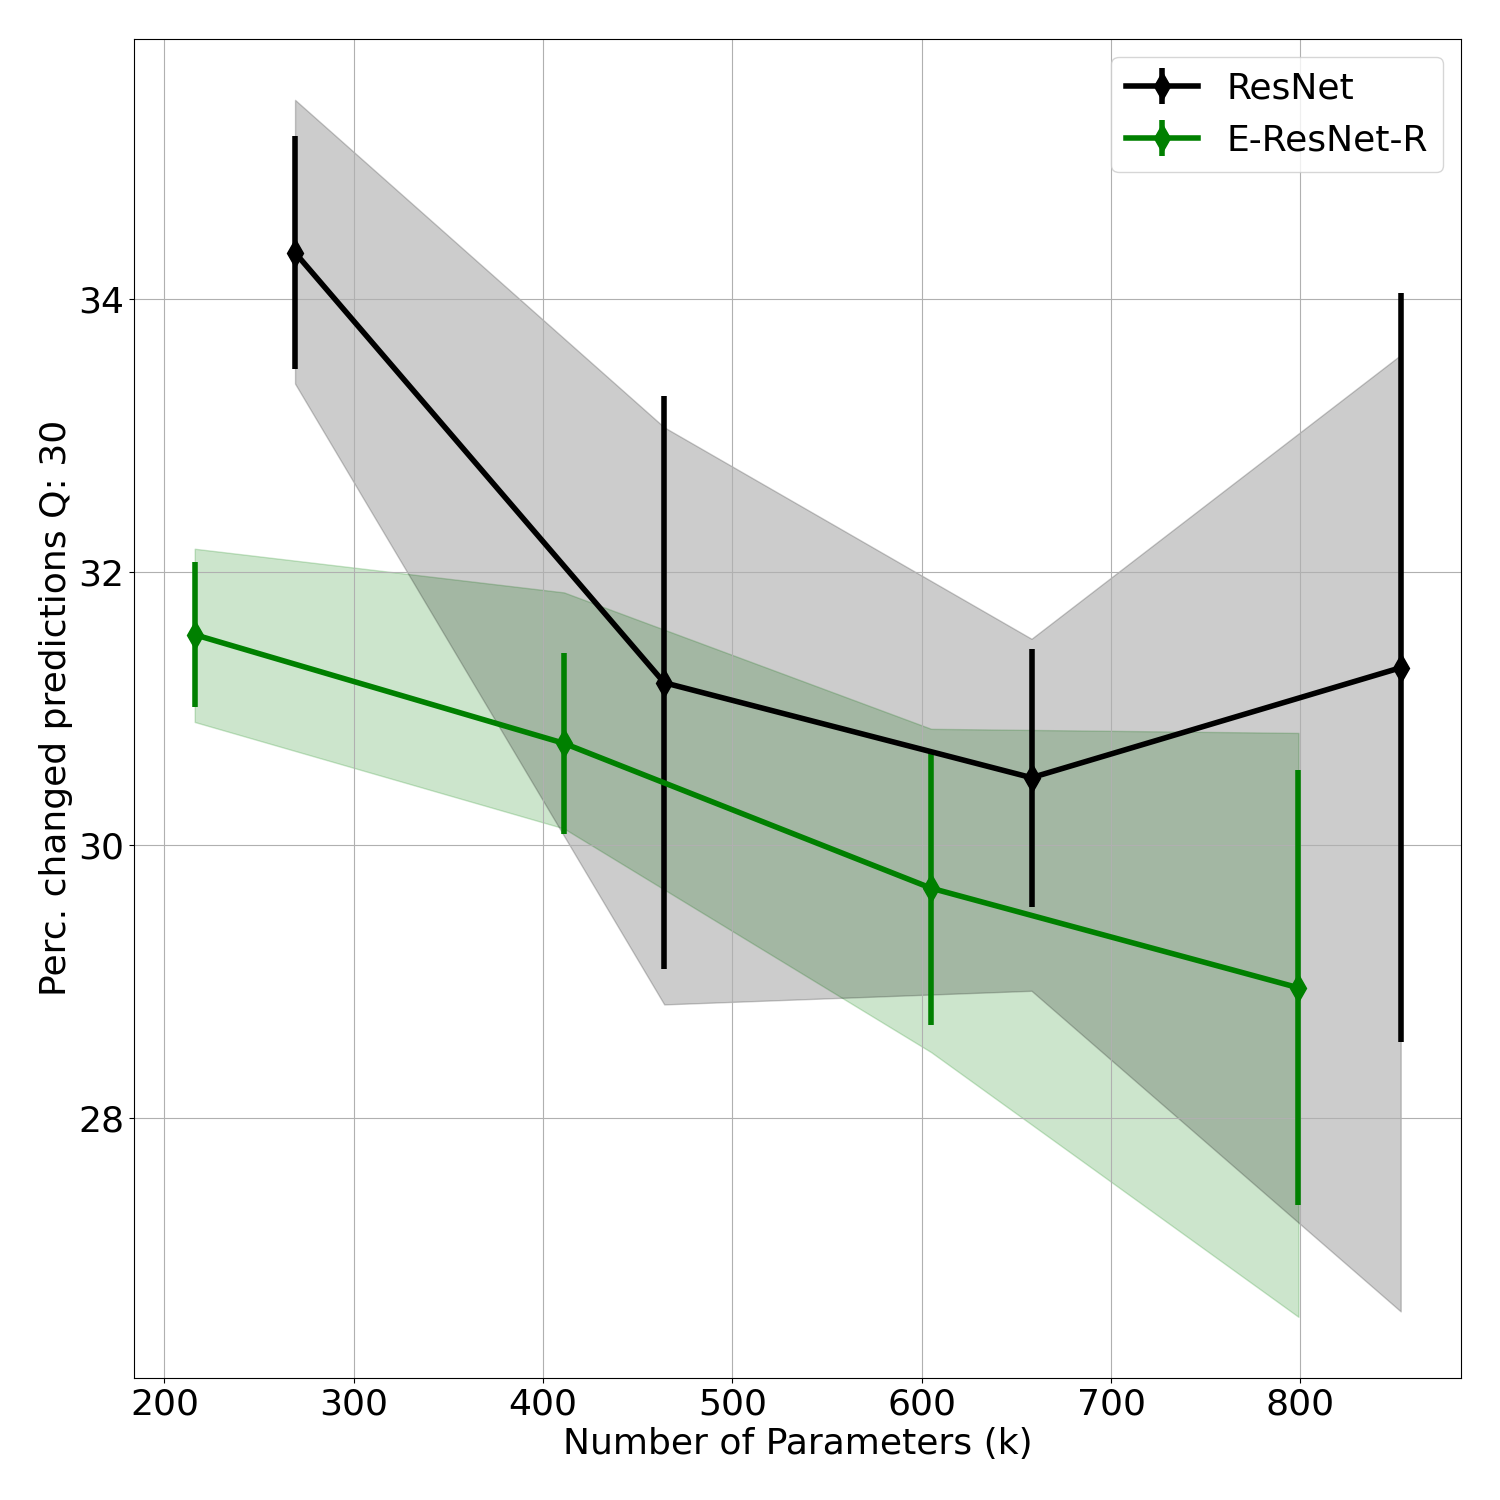 ResNet
E-ResNet-R
Perc. changed predictions Q: 30
34
32
30
28
200 300 400 500 600 700 800
Number of Parameters (k)